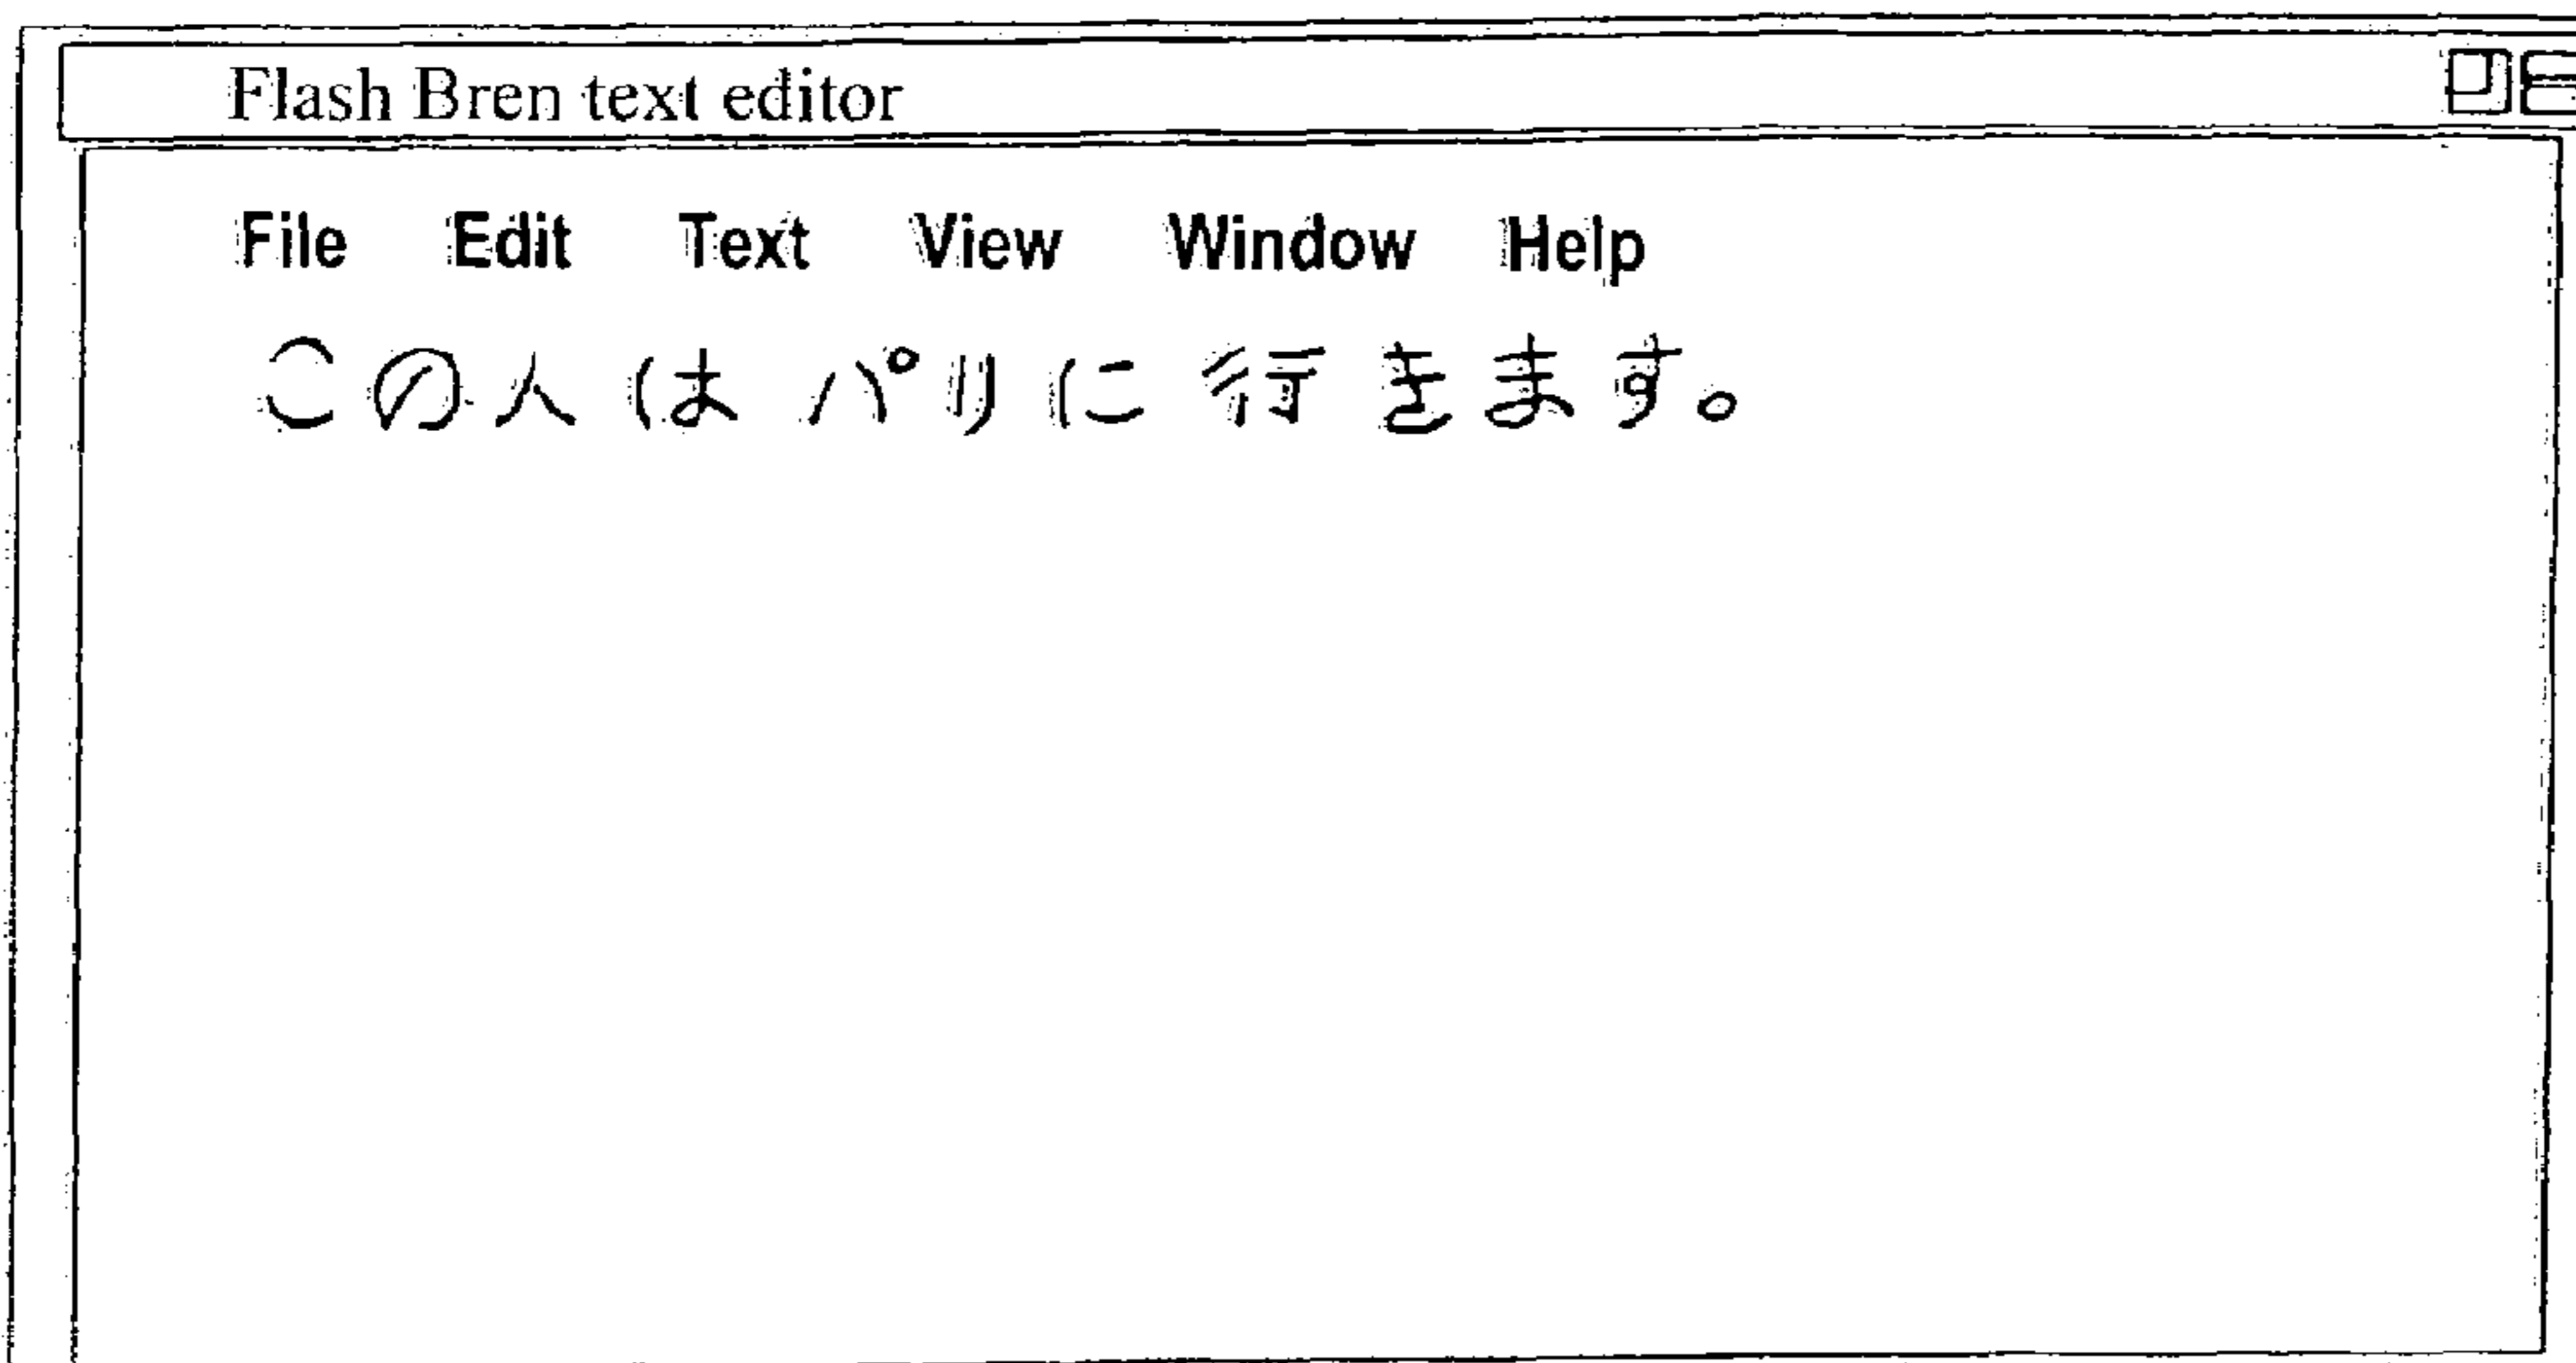 Flash Bren text editor
File Edit Text View Window Help
この人はパリに行きます。